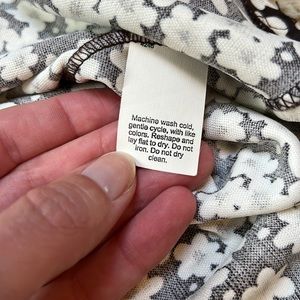 Machine wash cold,
gentle cycle, with like
colors. Reshape and
lay flat to dry. Do not
iron. Do not dry
clean.